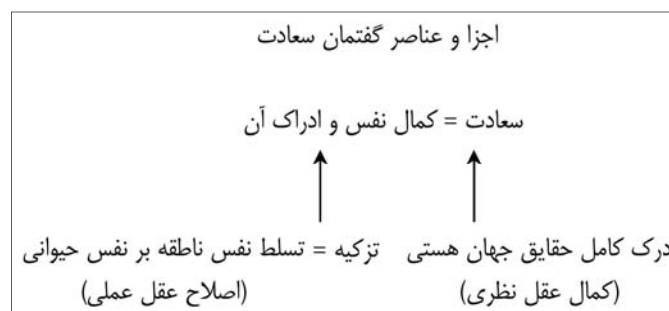 اجزا و عناصر گفتمان سعادت
سعادت = کمال نفس و ادراک آن
درک کامل حقایق جهان هستی
(کمال عقل نظری)
تزکیه = تسلط نفس ناطقه بر نفس حیوانی
(اصلاح عقل عملی)